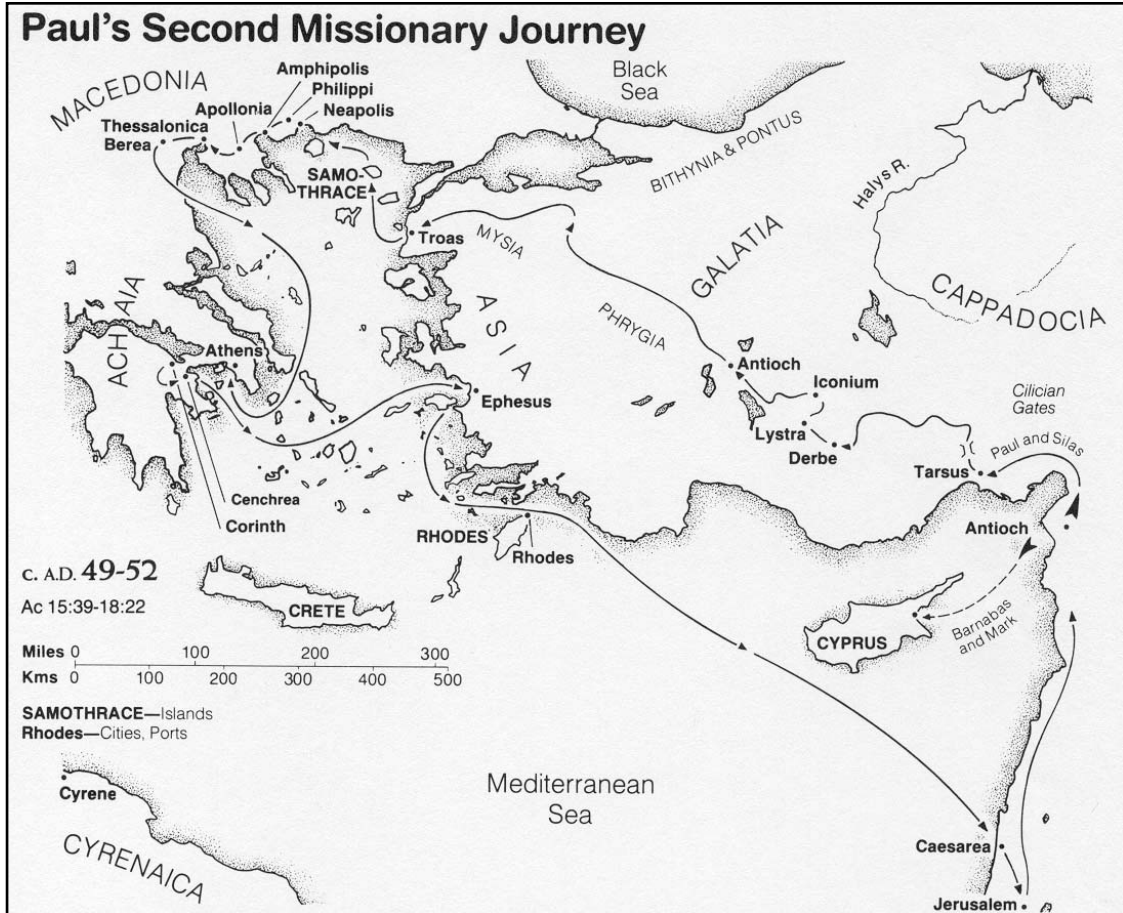 Paul's Second Missionary Journey
MACEDONIA
Amphipolis
Philippi
Neapolis
Apollonia
Thessalonica
Berea
SAMO-
THRACE
Black
Sea
BITHYNIA & PONTUS
Halys R.
Troas
MYSIA
GALATIA
CAPPADOCIA
ASIA
PHRYGIA
ACHAIA
Athens
Ephesus
Antioch
Iconium
Lystra
Derbe
Cilician
Gates
Paul and Silas
Tarsus
Cenchrea
Corinth
RHODES
Rhodes
Antioch
CYPRUS
Barnabas
and Mark
CRETE
C. A.D. 49-52
Ac 15:39-18:22
Miles 0 100 200 300
Kms 0 100 200 300 400 500
SAMOTHRACE—Islands
Rhodes—Cities, Ports
Cyrene
CYRENAICA
Mediterranean
Sea
Caesarea
Jerusalem